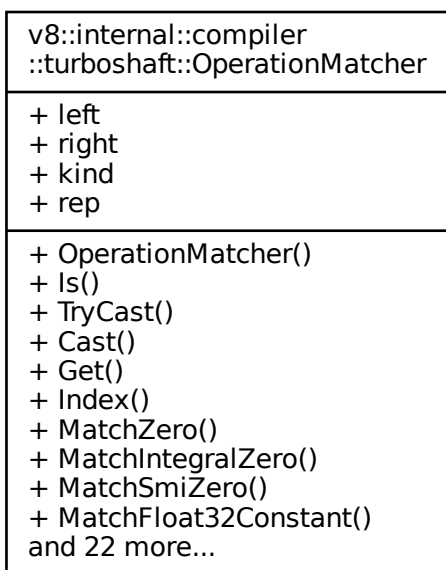 v8::internal::compiler
::turboshaft::OperationMatcher
+ left
+ right
+ kind
+ rep
+ OperationMatcher()
+ Is()
+ TryCast()
+ Cast()
+ Get()
+ Index()
+ MatchZero()
+ MatchIntegralZero()
+ MatchSmiZero()
+ MatchFloat32Constant()
and 22 more...